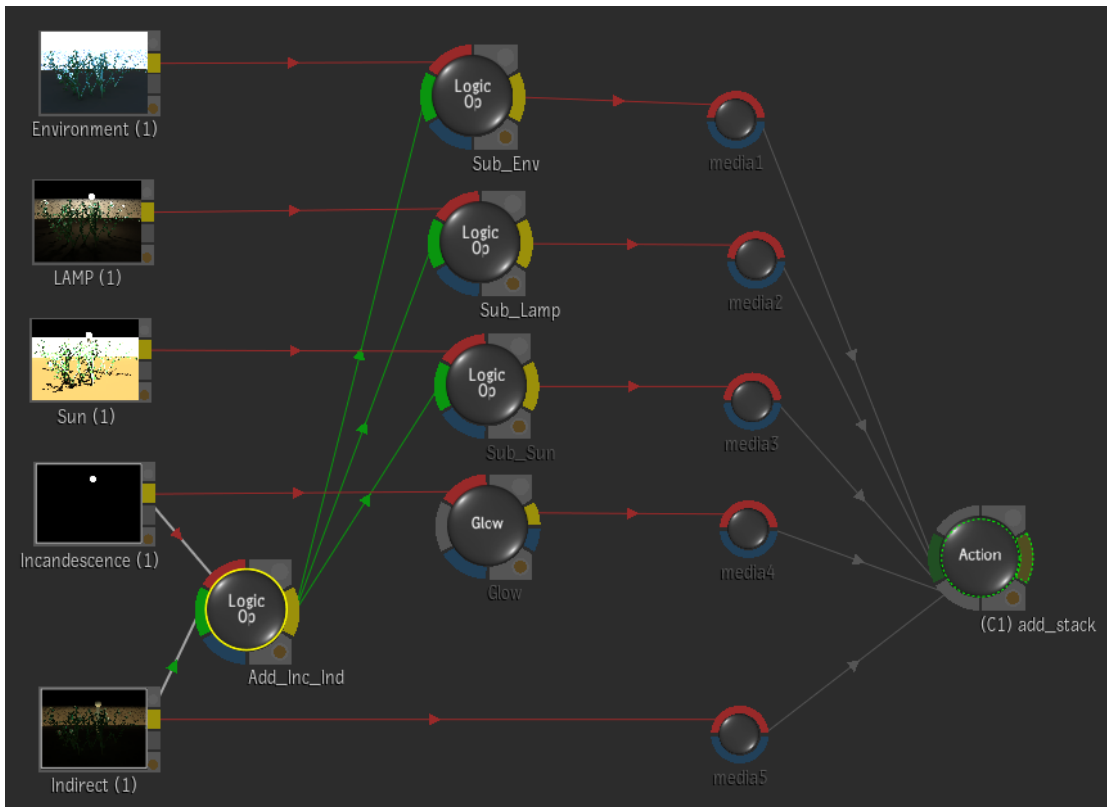 Environment (1)
Logic
Op
Sub_Env
media1
LAMP (1)
Logic
Op
Sub_Lamp
media2
Sun (1)
Logic
Op
Sub_Sun
media3
Incandescence (1)
Glow
Glow
media4
Action
(C1) add_stack
Logic
Op
Add_Inc_Ind
Indirect (1)
media5